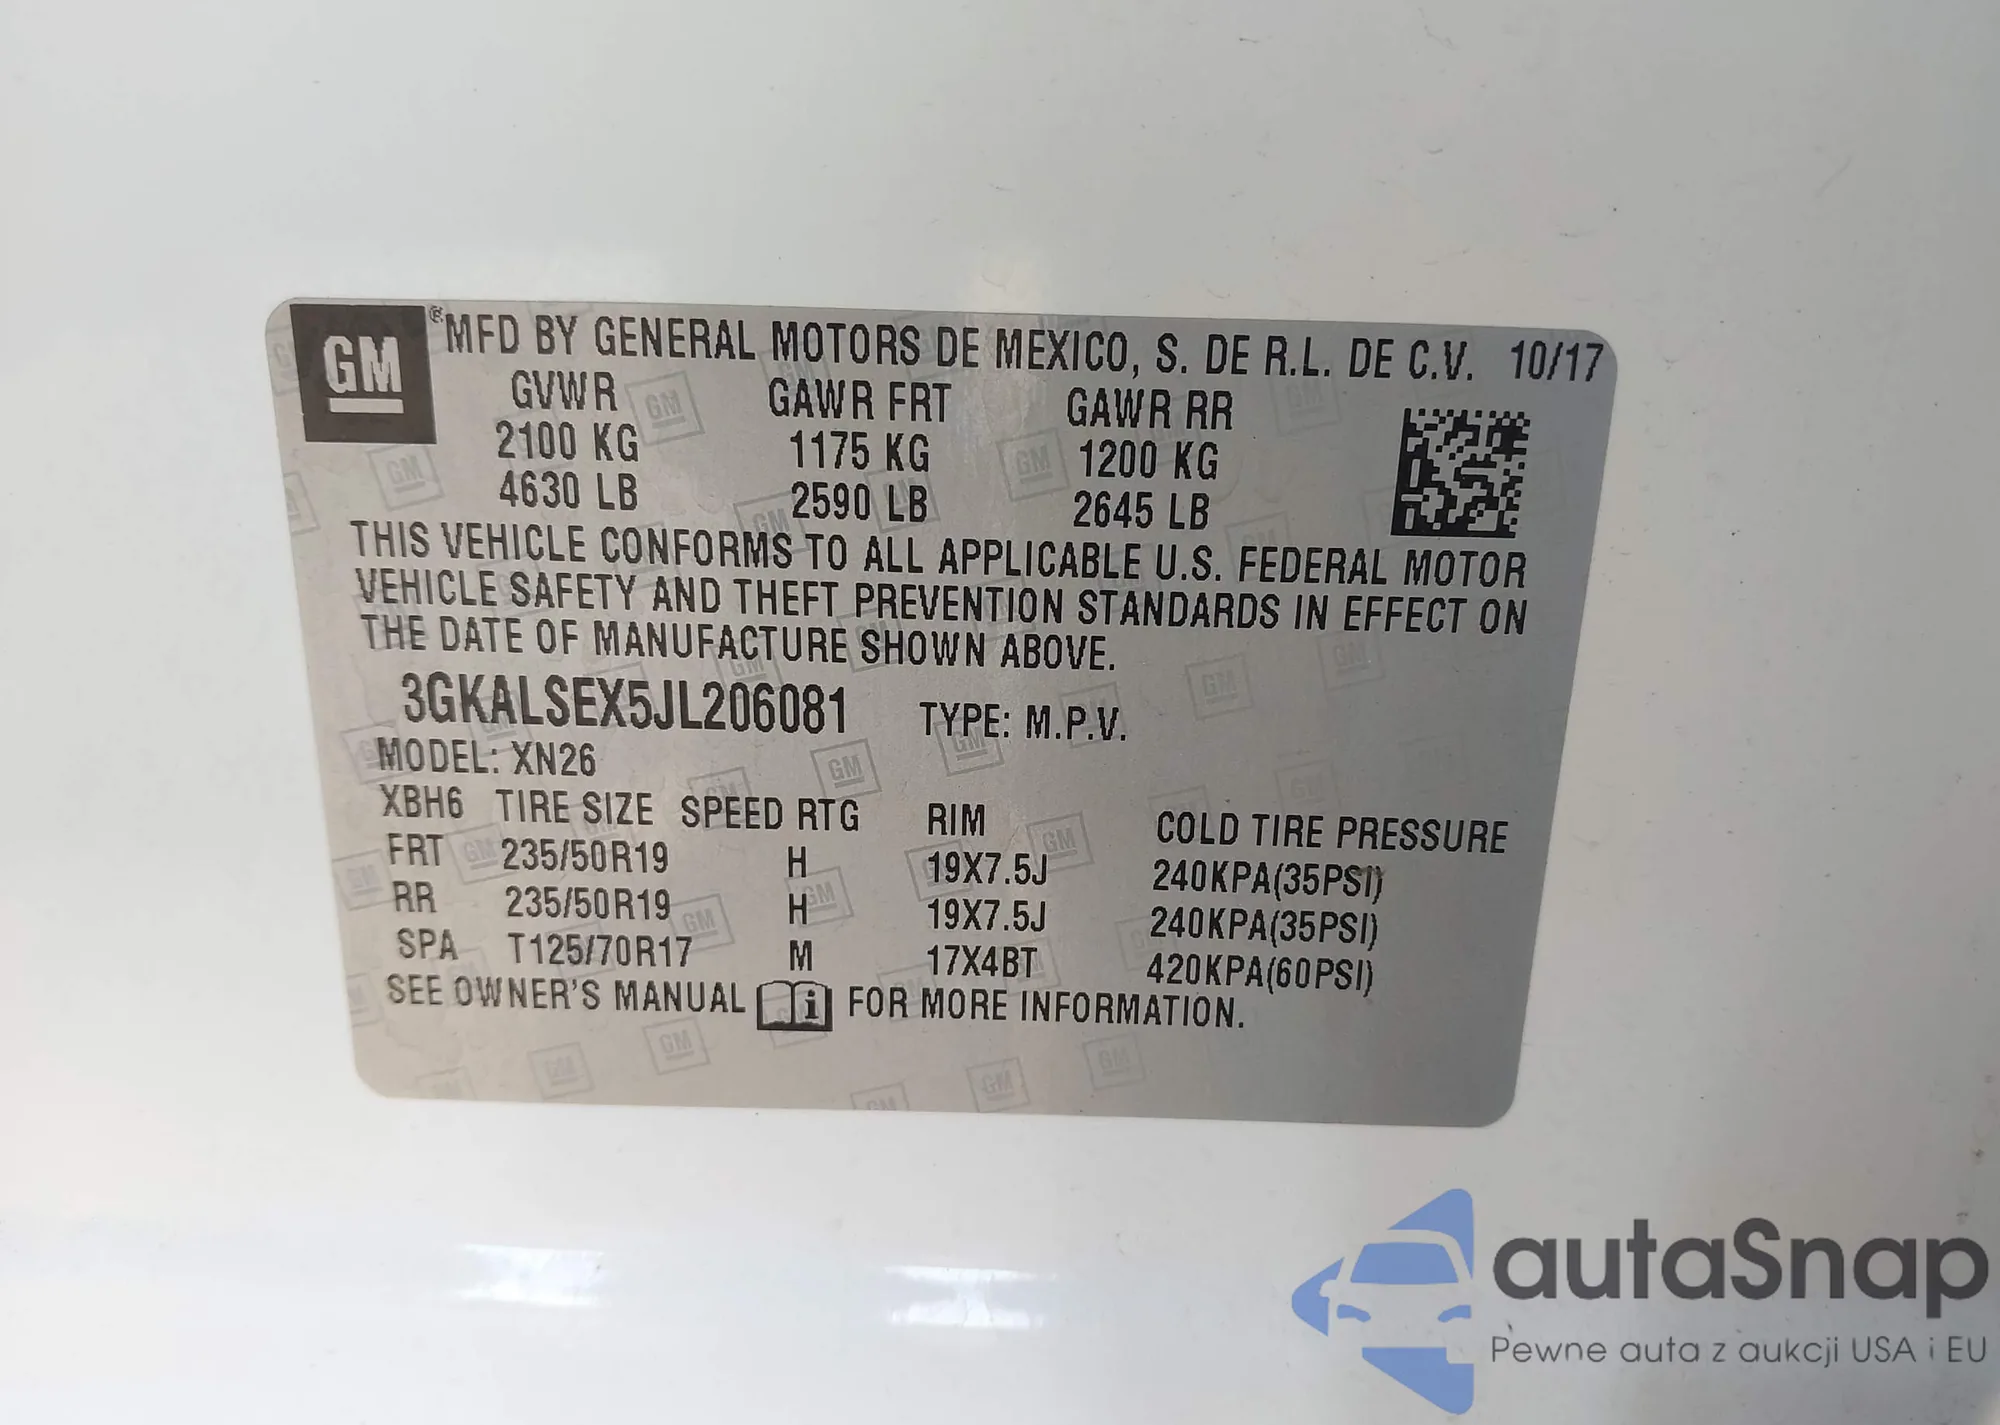 GM ® MFD BY GENERAL MOTORS DE MEXICO, S. DE R.L. DE C.V. 10/17
GVWR GAWR FRT GAWR RR
2100 KG 1175 KG 1200 KG
4630 LB 2590 LB 2645 LB
THIS VEHICLE CONFORMS TO ALL APPLICABLE U.S. FEDERAL MOTOR
VEHICLE SAFETY AND THEFT PREVENTION STANDARDS IN EFFECT ON
THE DATE OF MANUFACTURE SHOWN ABOVE.
3GKALSEX5JL206081 TYPE: M.P.V.
MODEL: XN26
XBH6 TIRE SIZE SPEED RTG RIM COLD TIRE PRESSURE
FRT 235/50R19 H 19X7.5J 240KPA(35PSI)
RR 235/50R19 H 19X7.5J 240KPA(35PSI)
SPA T125/70R17 M 17X4BT 420KPA(60PSI)
SEE OWNER'S MANUAL i FOR MORE INFORMATION.
autaSnap
Pewne auta z aukcji USA i EU